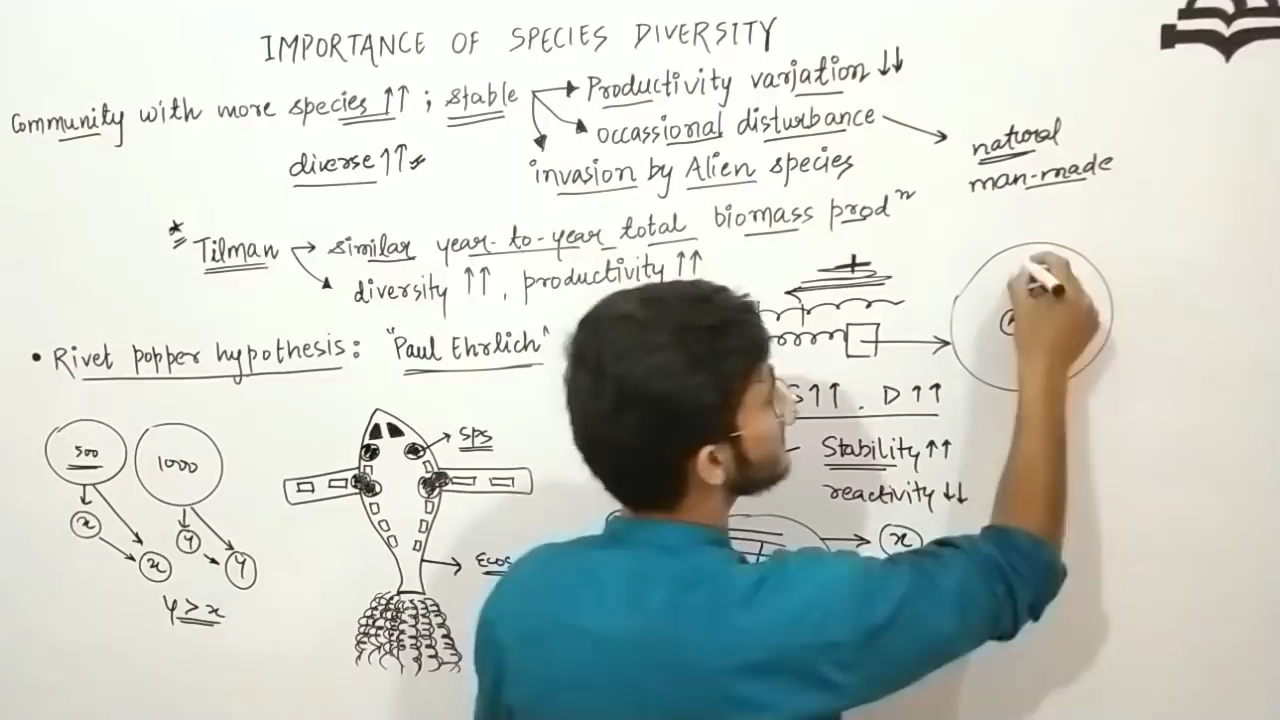 IMPORTANCE OF SPECIES DIVERSITY
Community with more species ↑↑ ; stable → Productivity variation ↓↓
occassional disturbance → natural
man-made
diverse ↑↑
invasion by Alien species
* Tilman → similar year-to-year total biomass prodⁿ
diversity ↑↑, productivity ↑↑
• Rivet popper hypothesis: "Paul Ehrlich"
S↑↑ . D↑↑
500 1000 SPS Stability ↑↑
reactivity ↓↓
x y x
x y Ecos
y > x